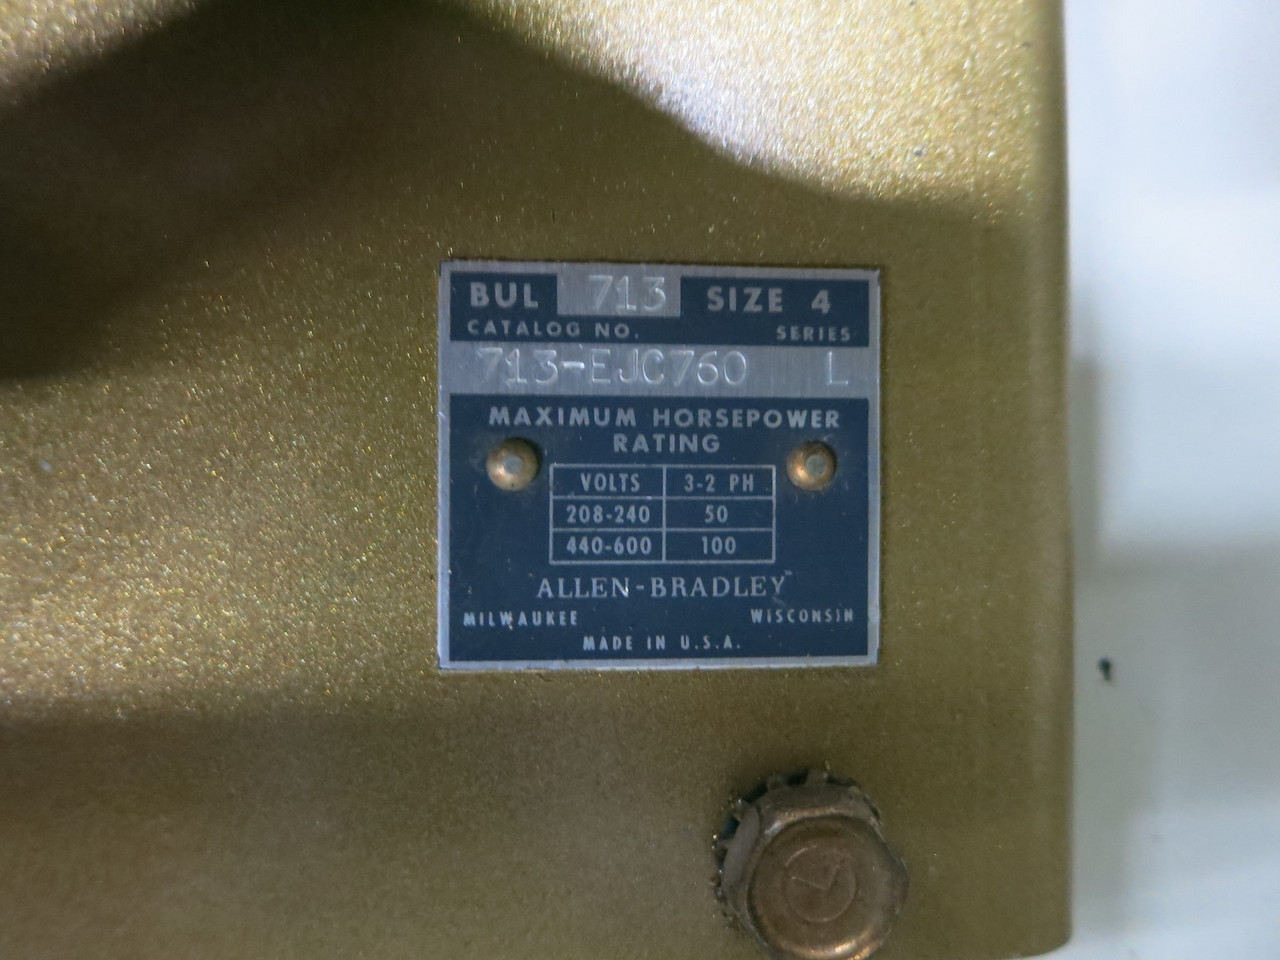 BUL 713 SIZE 4
CATALOG NO. SERIES
713-EJC760 L
MAXIMUM HORSEPOWER
RATING
VOLTS 3-2 PH
208-240 50
440-600 100
ALLEN-BRADLEY™
MILWAUKEE WISCONSIN
MADE IN U.S.A.